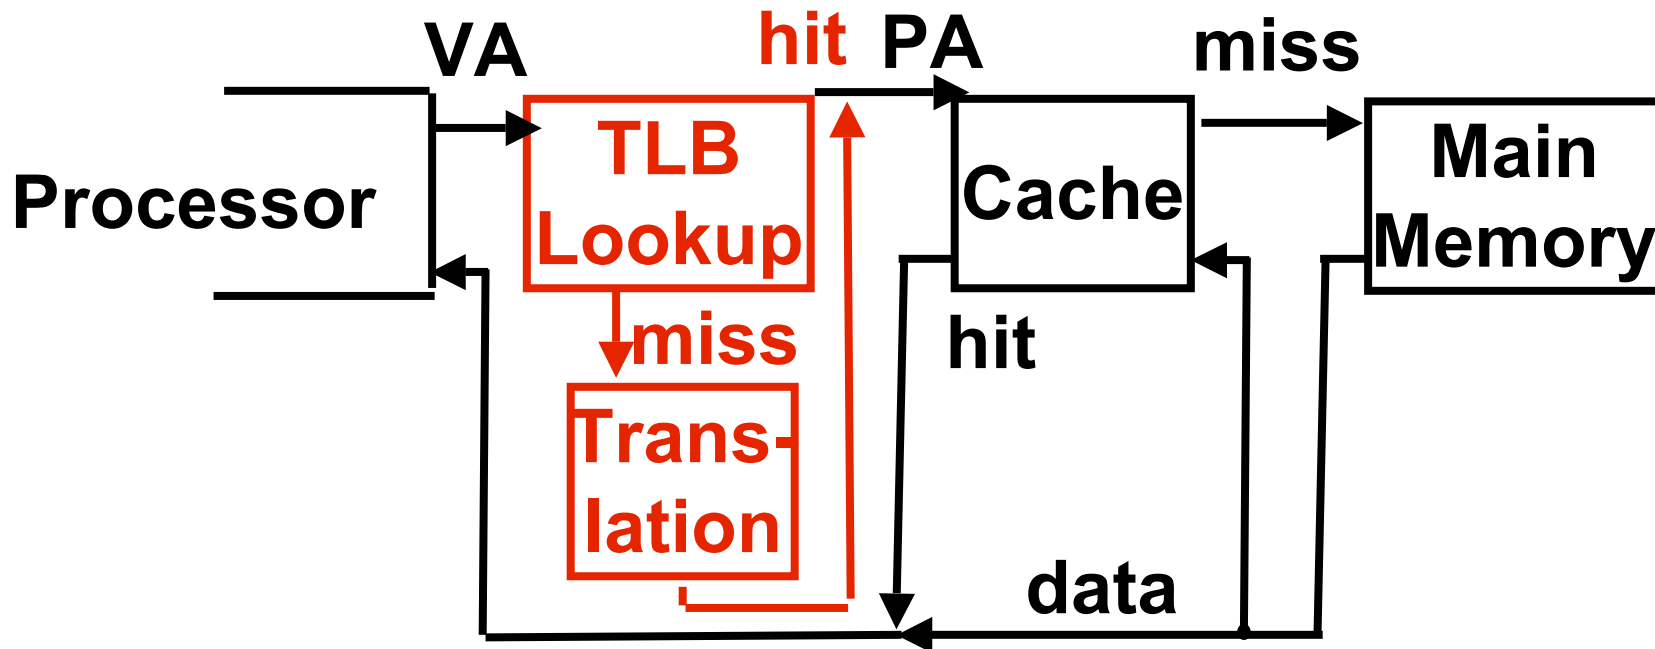 VA
hit
PA
miss
Processor
TLB
Lookup
Cache
Main
Memory
miss
hit
Trans-
lation
data